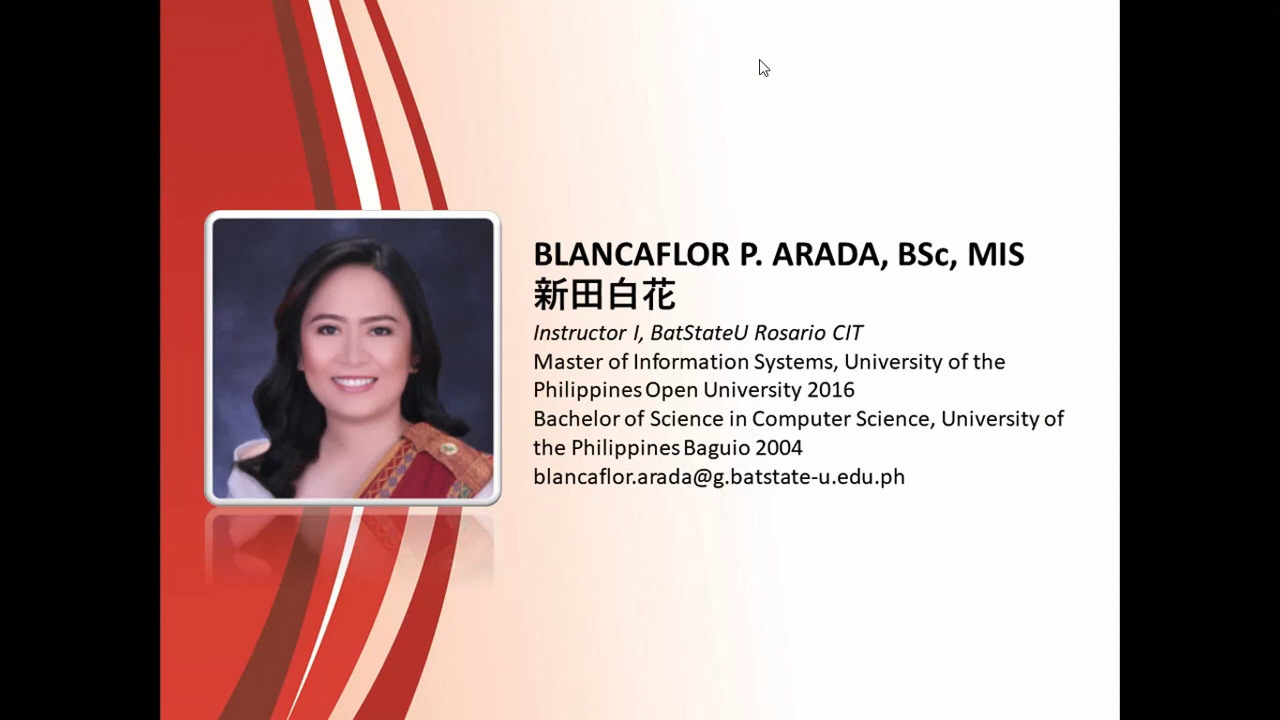 BLANCAFLOR P. ARADA, BSc, MIS
新田白花
Instructor I, BatStateU Rosario CIT
Master of Information Systems, University of the
Philippines Open University 2016
Bachelor of Science in Computer Science, University of
the Philippines Baguio 2004
blancaflor.arada@g.batstate-u.edu.ph